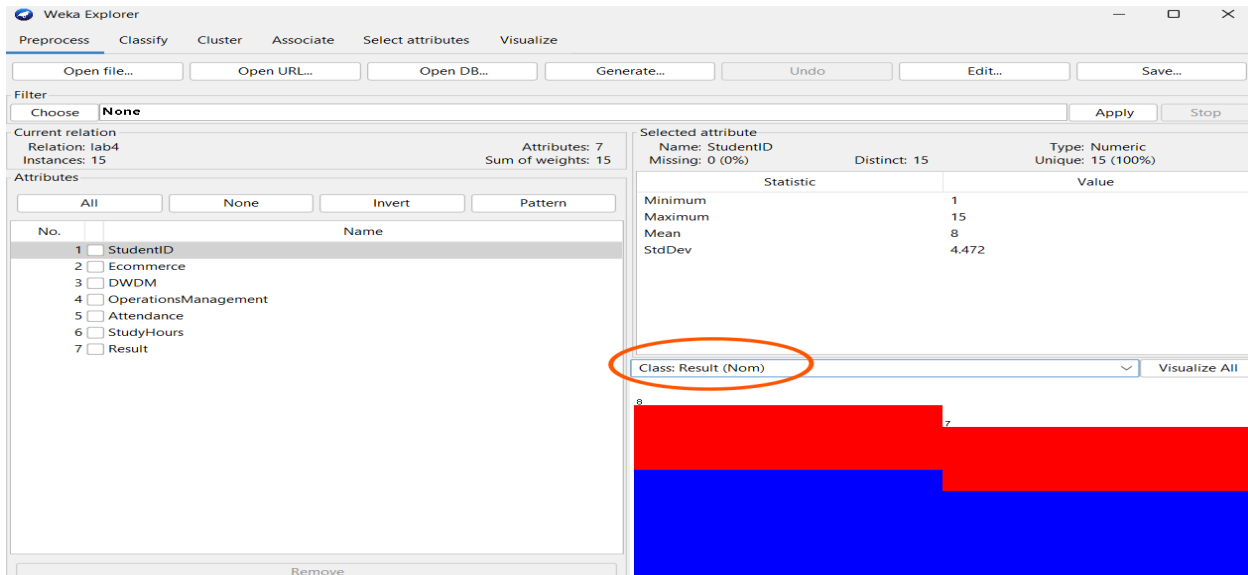 Weka Explorer
Preprocess Classify Cluster Associate Select attributes Visualize
Open file... Open URL... Open DB... Generate... Undo Edit... Save...
Filter
Choose None Apply Stop
Current relation
Relation: lab4 Attributes: 7
Instances: 15 Sum of weights: 15
Attributes
All None Invert Pattern
No. Name
1 StudentID
2 Ecommerce
3 DWDM
4 OperationsManagement
5 Attendance
6 StudyHours
7 Result
Remove
Selected attribute
Name: StudentID Type: Numeric
Missing: 0 (0%) Distinct: 15 Unique: 15 (100%)
Statistic Value
Minimum 1
Maximum 15
Mean 8
StdDev 4.472
Class: Result (Nom) Visualize All
8
7